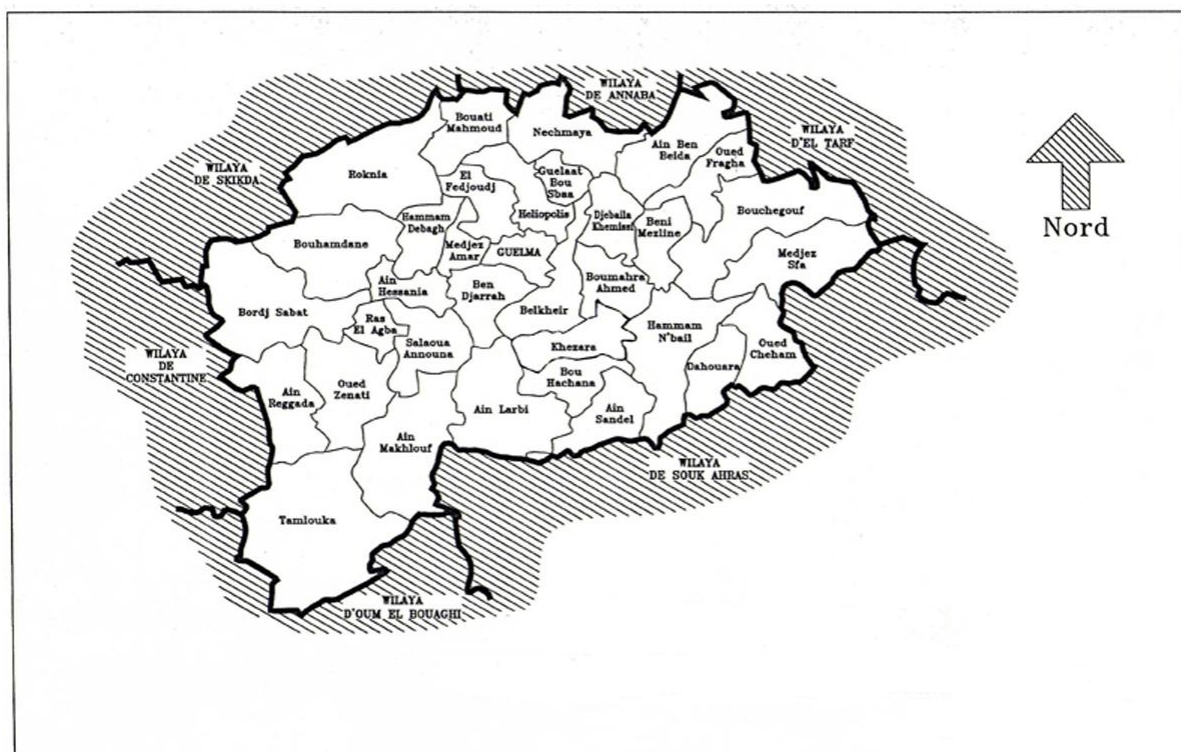 WILAYA
DE ANNABA
Bouati
Mahmoud
Nechmaya
WILAYA
D'EL TARF
Ain Ben
Beida
Oued
Fragha
WILAYA
DE SKIKDA
Roknia
El
Fedjoudj
Guelaat
Bou
Sbaa
Heliopolis
Hammam
Debagh
Djebaila
Khemissi
Beni
Mezline
Bouchegouf
Nord
Bouhamdane
Medjez
Amar
GUELMA
Medjez
Sfa
Ain
Hessania
Ben
Djarrah
Boumahra
Ahmed
Bordj Sabat
Ras
El Agba
Belkheir
Hammam
N'bail
Salaoua
Announa
Khezara
Oued
Cheham
WILAYA
DE
CONSTANTINE
Dahouara
Bou
Hachana
Ain
Reggada
Oued
Zenati
Ain Larbi
Ain
Sandel
Ain
Makhlouf
WILAYA
DE SOUK AHRAS
Tamlouka
WILAYA
D'OUM EL BOUAGHI